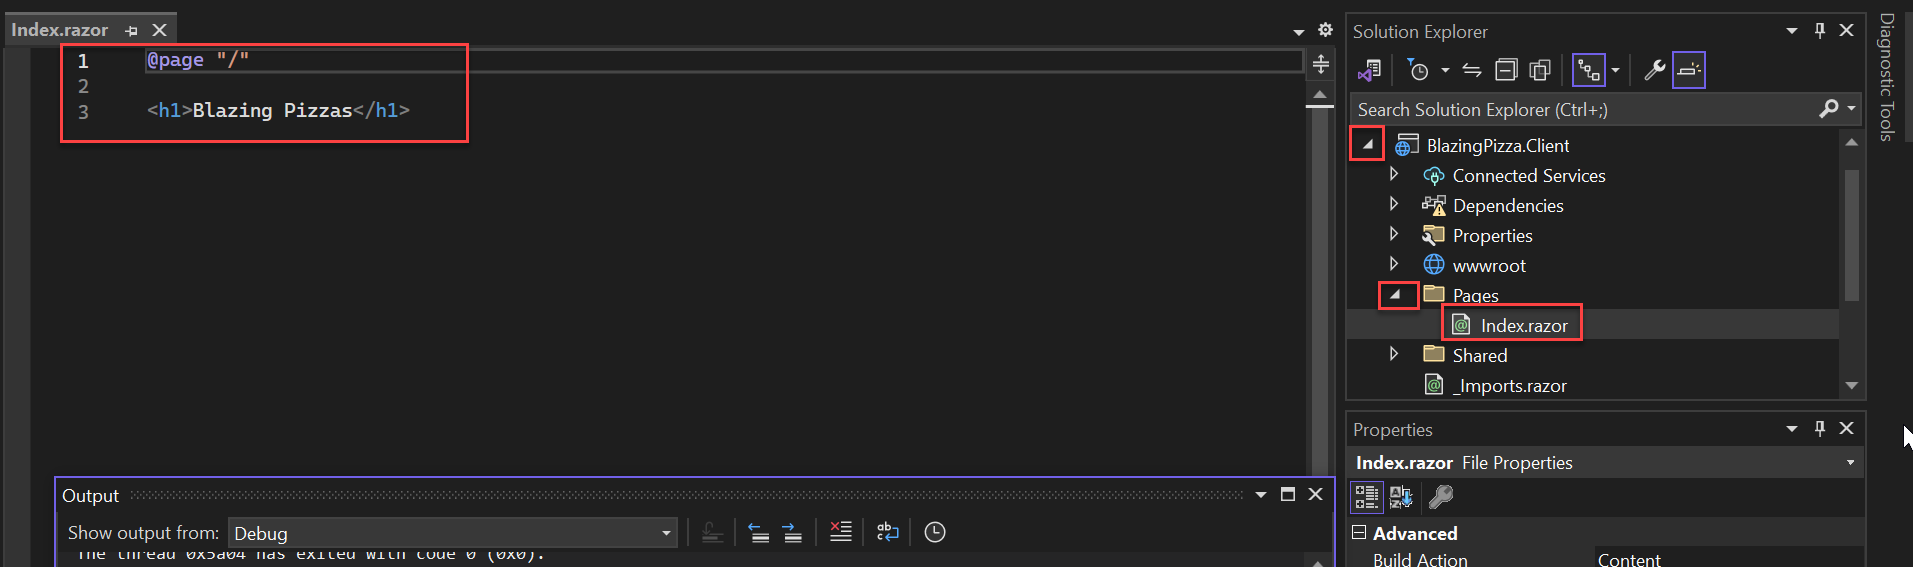 Index.razor
1 @page "/"
2
3 <h1>Blazing Pizzas</h1>
Output
Show output from: Debug
The thread 0x5a04 has exited with code 0 (0x0).
Solution Explorer
Search Solution Explorer (Ctrl+;)
BlazingPizza.Client
Connected Services
Dependencies
Properties
wwwroot
Pages
Index.razor
Shared
_Imports.razor
Properties
Index.razor File Properties
Advanced
Build Action Content
Diagnostic Tools